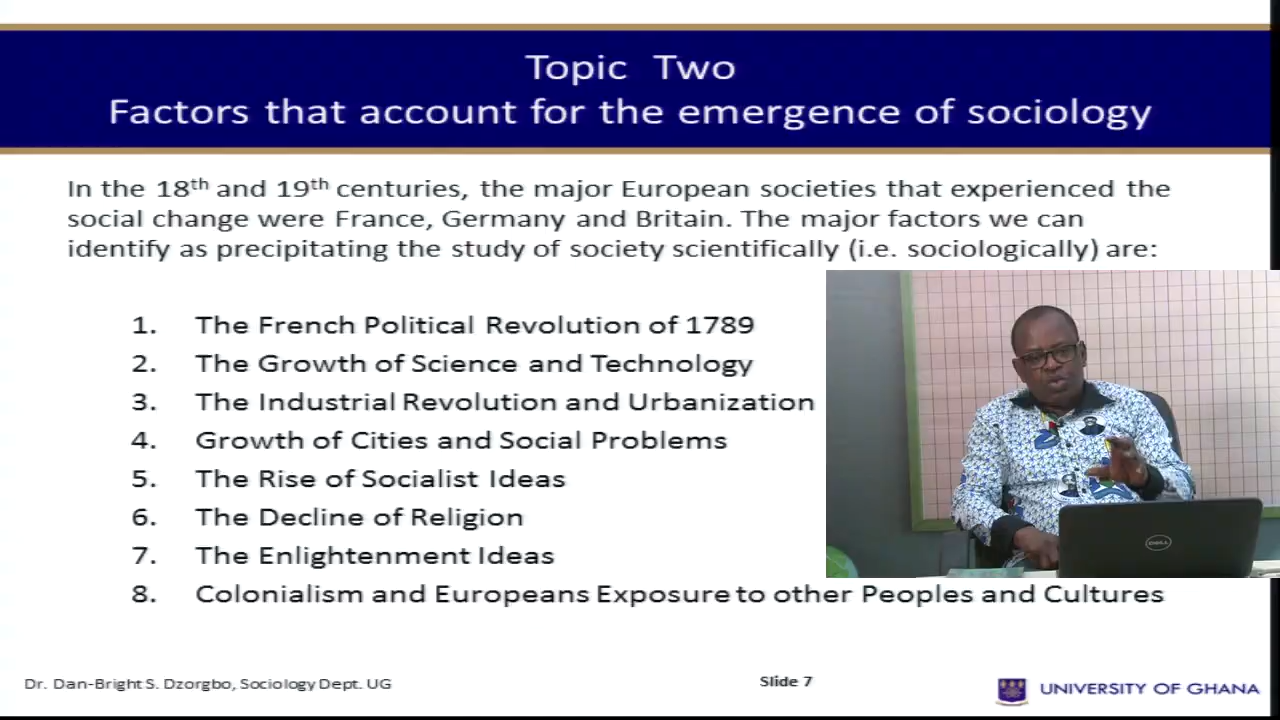 Topic Two
Factors that account for the emergence of sociology
In the 18th and 19th centuries, the major European societies that experienced the
social change were France, Germany and Britain. The major factors we can
identify as precipitating the study of society scientifically (i.e. sociologically) are:
1. The French Political Revolution of 1789
2. The Growth of Science and Technology
3. The Industrial Revolution and Urbanization
4. Growth of Cities and Social Problems
5. The Rise of Socialist Ideas
6. The Decline of Religion
7. The Enlightenment Ideas
8. Colonialism and Europeans Exposure to other Peoples and Cultures
DELL
Dr. Dan-Bright S. Dzorgbo, Sociology Dept. UG
Slide 7
UNIVERSITY OF GHANA